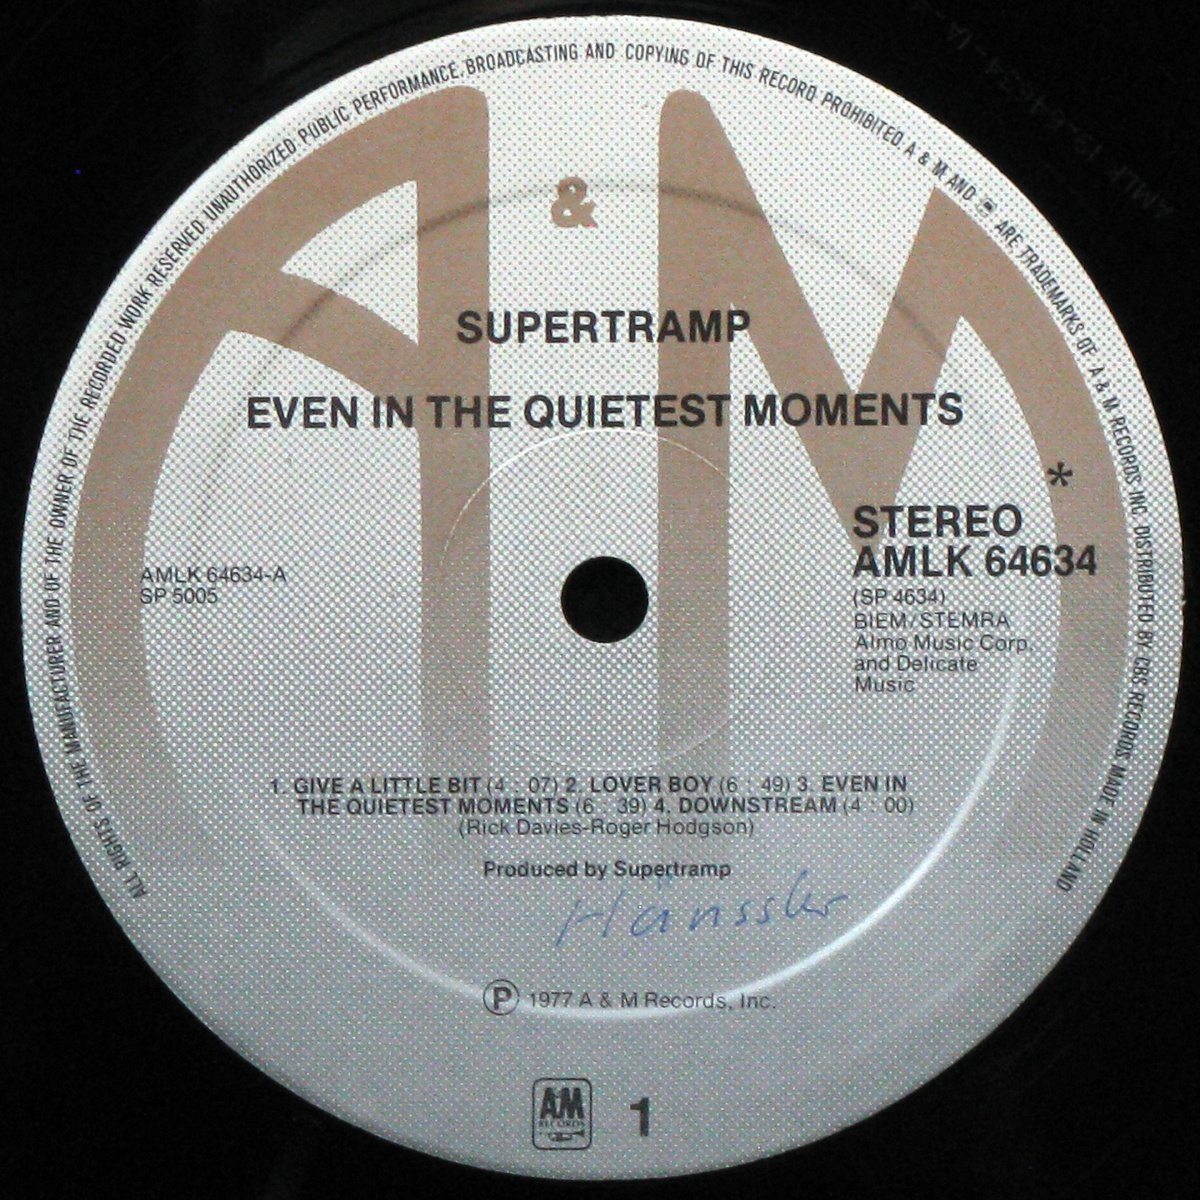 ALL RIGHTS OF THE MANUFACTURER AND OF THE OWNER OF THE RECORDED WORK RESERVED. UNAUTHORIZED PUBLIC PERFORMANCE, BROADCASTING AND COPYING OF THIS RECORD PROHIBITED A & M AND AM ARE TRADEMARKS OF A & M RECORDS INC. DISTRIBUTED BY CBS RECORDS MADE IN HOLLAND
A & M
SUPERTRAMP
EVEN IN THE QUIETEST MOMENTS
*
STEREO
AMLK 64634
(SP 4634)
BIEM/STEMRA
Almo Music Corp.
and Delicate
Music
AMLK 64634-A
SP 5005
1. GIVE A LITTLE BIT (4 : 07) 2. LOVER BOY (6 : 49) 3. EVEN IN
THE QUIETEST MOMENTS (6 : 39) 4. DOWNSTREAM (4 : 00)
(Rick Davies-Roger Hodgson)
Produced by Supertramp
Hänssler
Ⓟ 1977 A & M Records, Inc.
AM
RECORDS
1